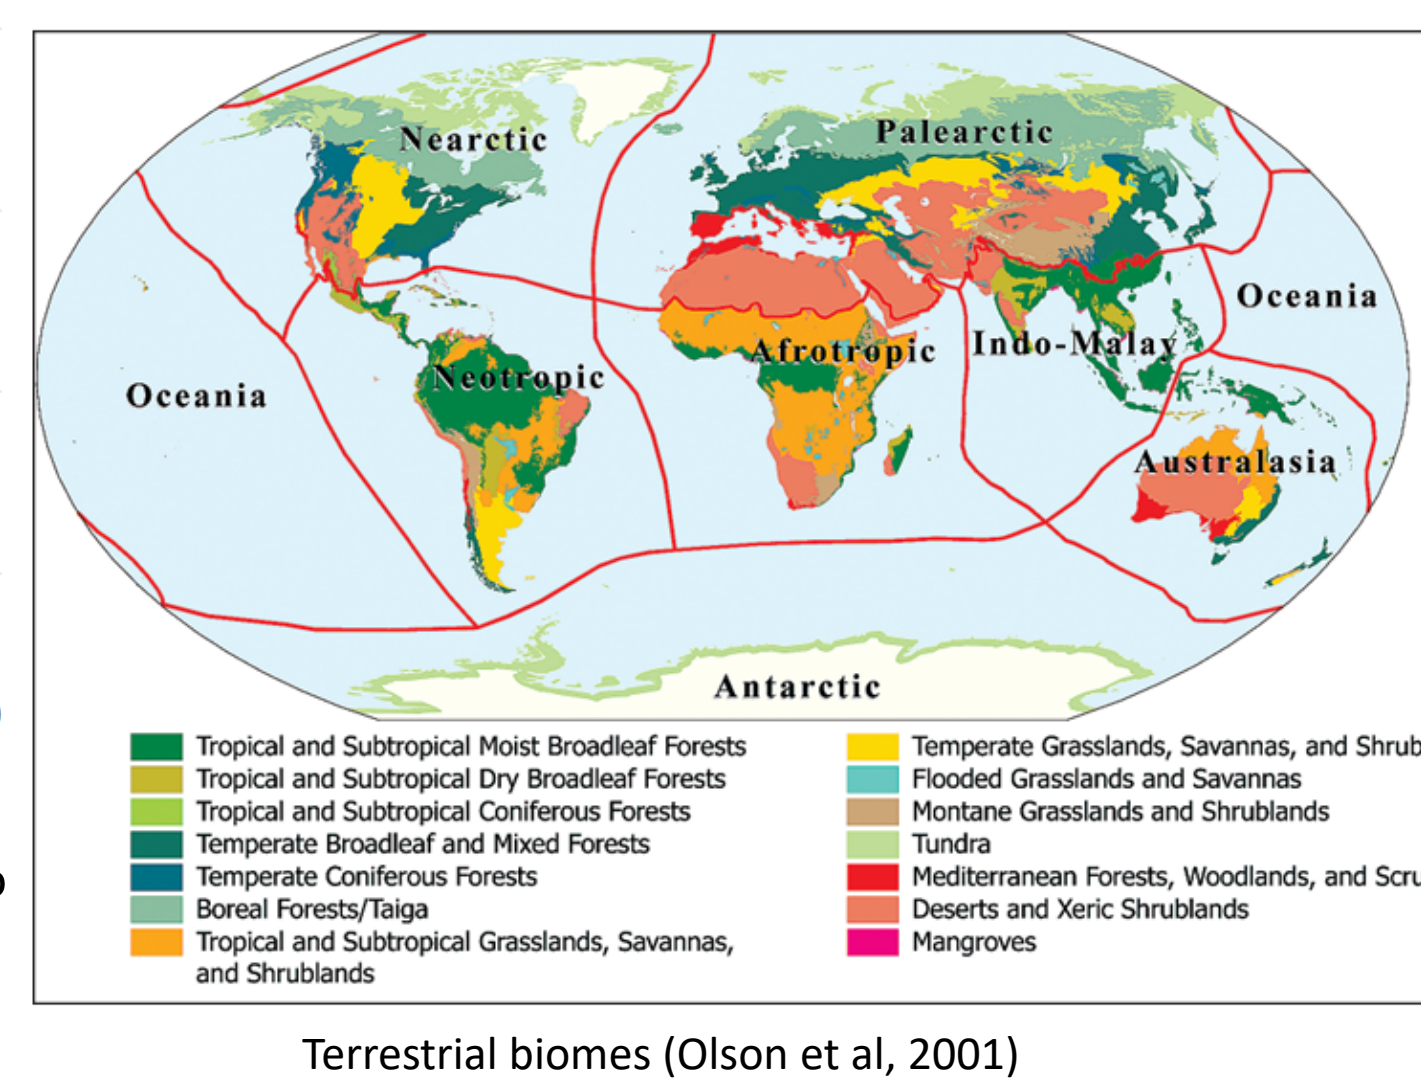 Nearctic
Palearctic
Oceania
Afrotropic
Indo-Malay
Neotropic
Oceania
Australasia
Antarctic
Tropical and Subtropical Moist Broadleaf Forests
Tropical and Subtropical Dry Broadleaf Forests
Tropical and Subtropical Coniferous Forests
Temperate Broadleaf and Mixed Forests
Temperate Coniferous Forests
Boreal Forests/Taiga
Tropical and Subtropical Grasslands, Savannas,
and Shrublands
Temperate Grasslands, Savannas, and Shrub
Flooded Grasslands and Savannas
Montane Grasslands and Shrublands
Tundra
Mediterranean Forests, Woodlands, and Scru
Deserts and Xeric Shrublands
Mangroves
Terrestrial biomes (Olson et al, 2001)